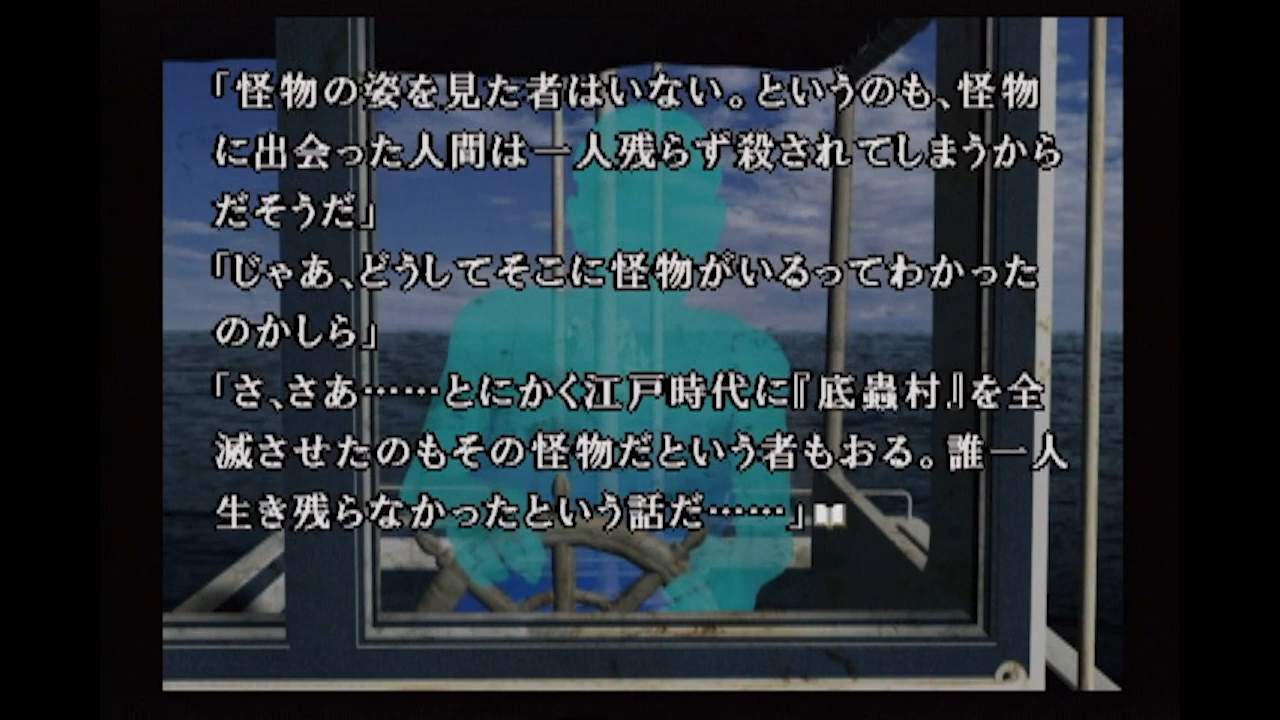 「怪物の姿を見た者はいない。というのも、怪物
に出会った人間は一人残らず殺されてしまうから
だそうだ」
「じゃあ、どうしてそこに怪物がいるってわかった
のかしら」
「さ、さあ……とにかく江戸時代に『底蟲村』を全
滅させたのもその怪物だという者もおる。誰一人
生き残らなかったという話だ……」